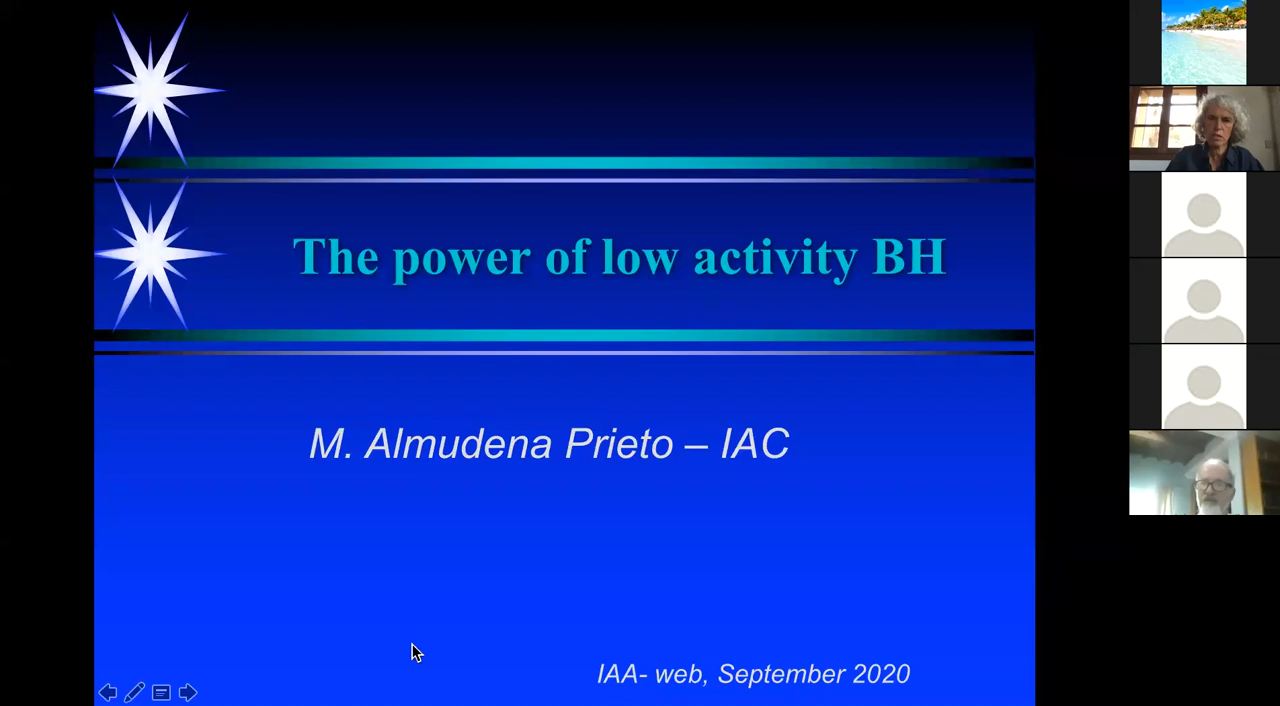 The power of low activity BH
M. Almudena Prieto – IAC
IAA- web, September 2020